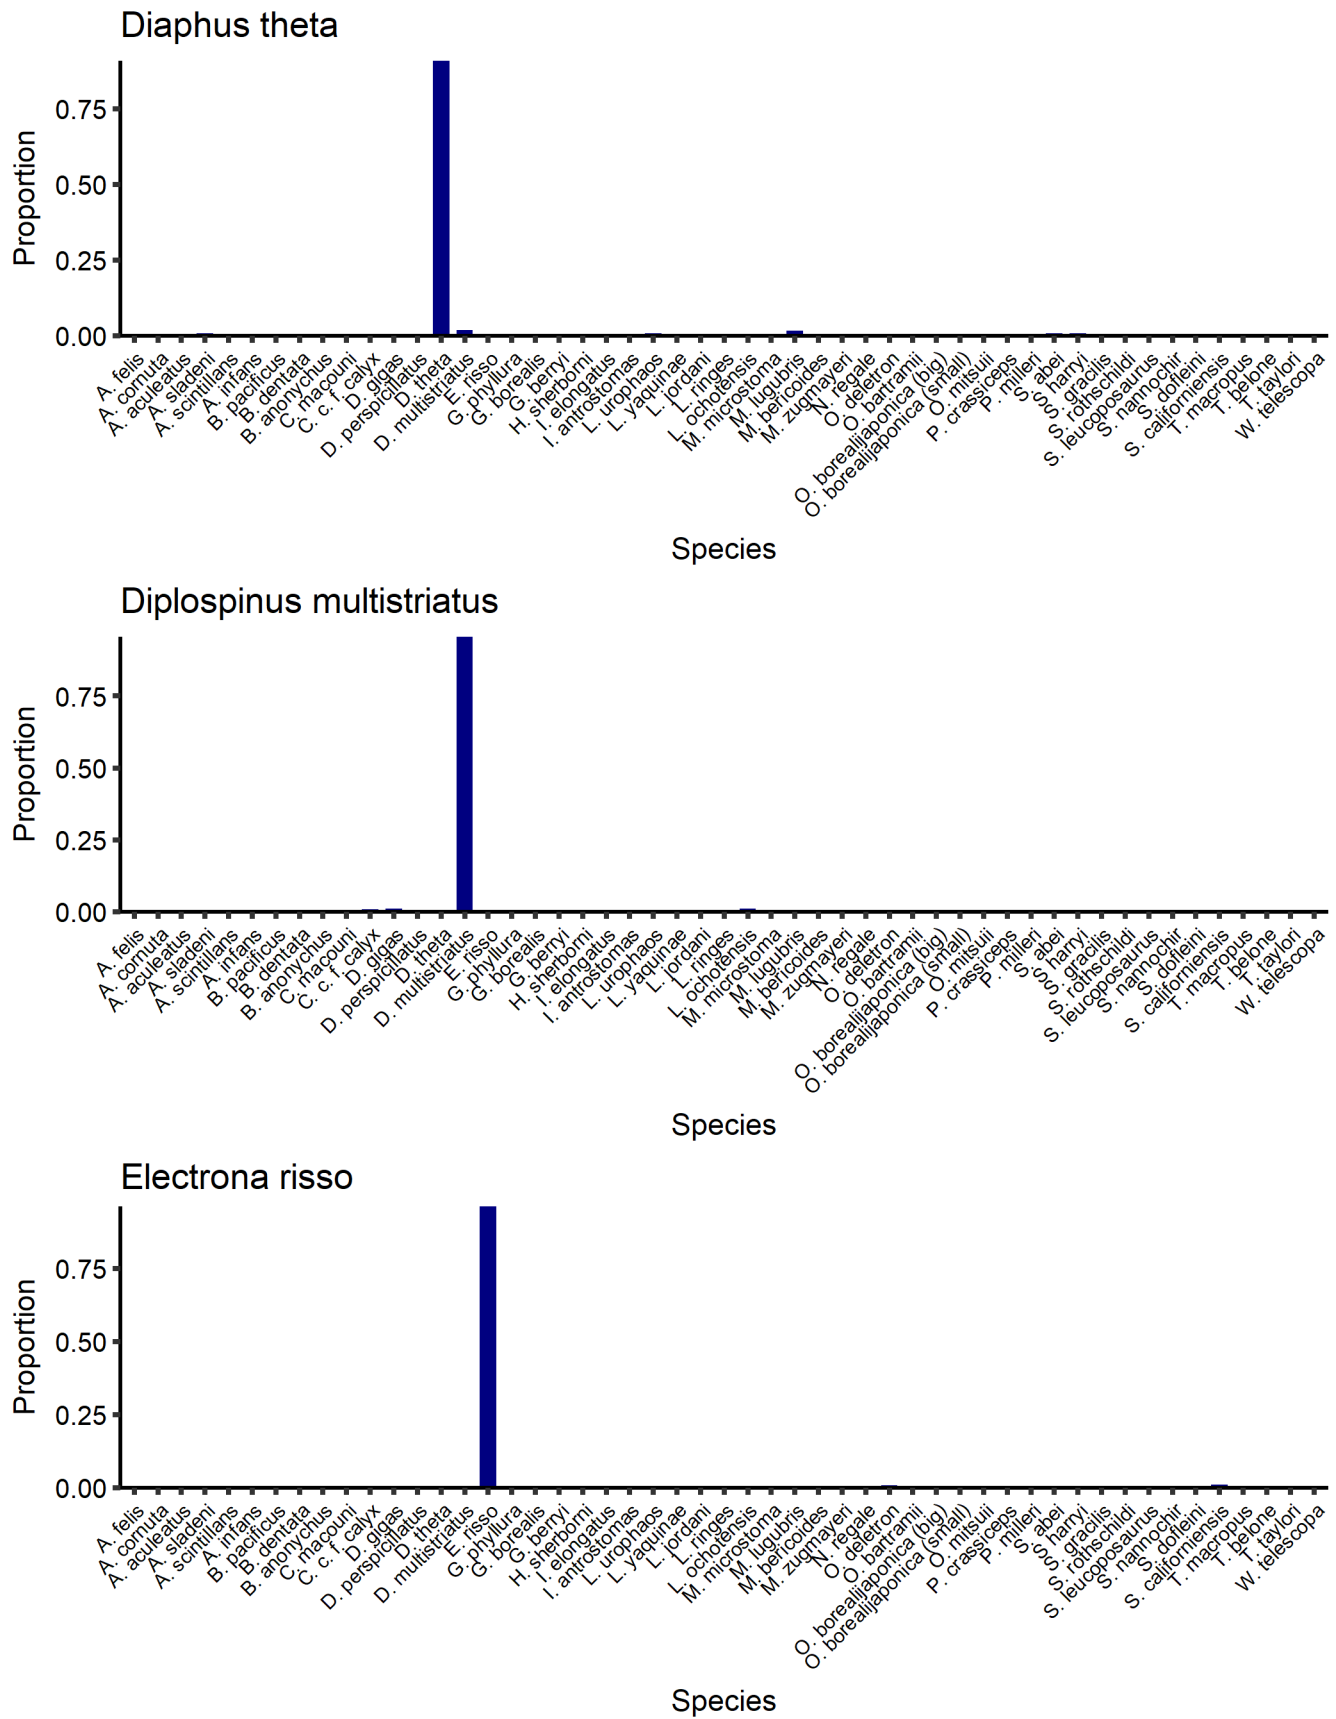 Diaphus theta
Proportion
0.75
0.50
0.25
0.00
A. felis
A. cornuta
A. aculeatus
A. sladeni
A. scintillans
A. infans
B. pacificus
B. dentata
B. anonychus
C. macouni
C. c. f calyx
D. gigas
D. perspicillatus
D. theta
D. multistriatus
E. risso
G. phyllura
G. borealis
G. berryi
H. sherborni
I. elongatus
I. antrostomas
L. urophaos
L. yaquinae
L. jordani
L. ringes
L. ochotensis
M. microstoma
M. lugubris
M. bericoides
M. zugmayeri
N. regale
O. deletron
O. bartramii
O. borealijaponica (big)
O. borealijaponica (small)
O. mitsuii
P. crassiceps
P. milleri
S. abei
S. harryi
S. gracilis
S. rothschildi
S. leucoposaurus
S. nannochir
S. dofleini
S. californiensis
T. macropus
T. belone
T. taylori
W. telescopa
Species
Diplospinus multistriatus
Proportion
0.75
0.50
0.25
0.00
A. felis
A. cornuta
A. aculeatus
A. sladeni
A. scintillans
A. infans
B. pacificus
B. dentata
B. anonychus
C. macouni
C. c. f calyx
D. gigas
D. perspicillatus
D. theta
D. multistriatus
E. risso
G. phyllura
G. borealis
G. berryi
H. sherborni
I. elongatus
I. antrostomas
L. urophaos
L. yaquinae
L. jordani
L. ringes
L. ochotensis
M. microstoma
M. lugubris
M. bericoides
M. zugmayeri
N. regale
O. deletron
O. bartramii
O. borealijaponica (big)
O. borealijaponica (small)
O. mitsuii
P. crassiceps
P. milleri
S. abei
S. harryi
S. gracilis
S. rothschildi
S. leucoposaurus
S. nannochir
S. dofleini
S. californiensis
T. macropus
T. belone
T. taylori
W. telescopa
Species
Electrona risso
Proportion
0.75
0.50
0.25
0.00
A. felis
A. cornuta
A. aculeatus
A. sladeni
A. scintillans
A. infans
B. pacificus
B. dentata
B. anonychus
C. macouni
C. c. f calyx
D. gigas
D. perspicillatus
D. theta
D. multistriatus
E. risso
G. phyllura
G. borealis
G. berryi
H. sherborni
I. elongatus
I. antrostomas
L. urophaos
L. yaquinae
L. jordani
L. ringes
L. ochotensis
M. microstoma
M. lugubris
M. bericoides
M. zugmayeri
N. regale
O. deletron
O. bartramii
O. borealijaponica (big)
O. borealijaponica (small)
O. mitsuii
P. crassiceps
P. milleri
S. abei
S. harryi
S. gracilis
S. rothschildi
S. leucoposaurus
S. nannochir
S. dofleini
S. californiensis
T. macropus
T. belone
T. taylori
W. telescopa
Species